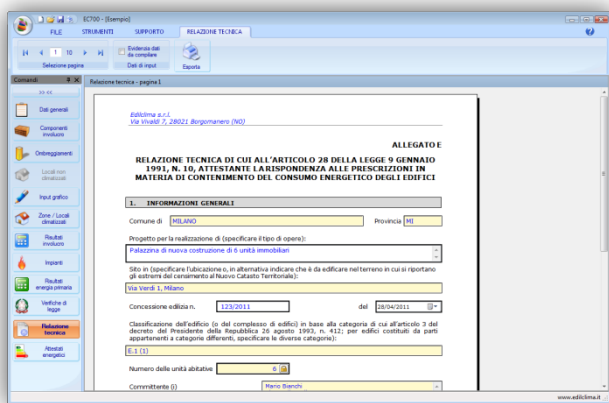 EC700 - [Esempio]
FILE STRUMENTI SUPPORTO RELAZIONE TECNICA
1 10
Evidenzia dati
da compilare
Selezione pagina Dati di input Esporta
Comandi
Relazione tecnica - pagina 1
>> <<
Dati generali
Componenti
involucro
Ombreggiamenti
Locali non
climatizzati
Input grafico
Zone / Locali
climatizzati
Risultati
involucro
Impianti
Risultati
energia primaria
Verifiche di
legge
Relazione
tecnica
Attestati
energetici
Edilclima s.r.l.
Via Vivaldi 7, 28021 Borgomanero (NO)
ALLEGATO E
RELAZIONE TECNICA DI CUI ALL'ARTICOLO 28 DELLA LEGGE 9 GENNAIO
1991, N. 10, ATTESTANTE LA RISPONDENZA ALLE PRESCRIZIONI IN
MATERIA DI CONTENIMENTO DEL CONSUMO ENERGETICO DEGLI EDIFICI
1. INFORMAZIONI GENERALI
Comune di MILANO Provincia MI
Progetto per la realizzazione di (specificare il tipo di opere):
Palazzina di nuova costruzione di 6 unità immobiliari
Sito in (specificare l'ubicazione o, in alternativa indicare che è da edificare nel terreno in cui si riportano
gli estremi del censimento al Nuovo Catasto Territoriale):
Via Verdi 1, Milano
Concessione edilizia n. 123/2011 del 28/04/2011
Classificazione dell'edificio (o del complesso di edifici) in base alla categoria di cui all'articolo 3 del
decreto del Presidente della Repubblica 26 agosto 1993, n. 412; per edifici costituiti da parti
appartenenti a categorie differenti, specificare le diverse categorie):
E.1 (1)
Numero delle unità abitative 6
Committente (i) Mario Bianchi
www.edilclima.it